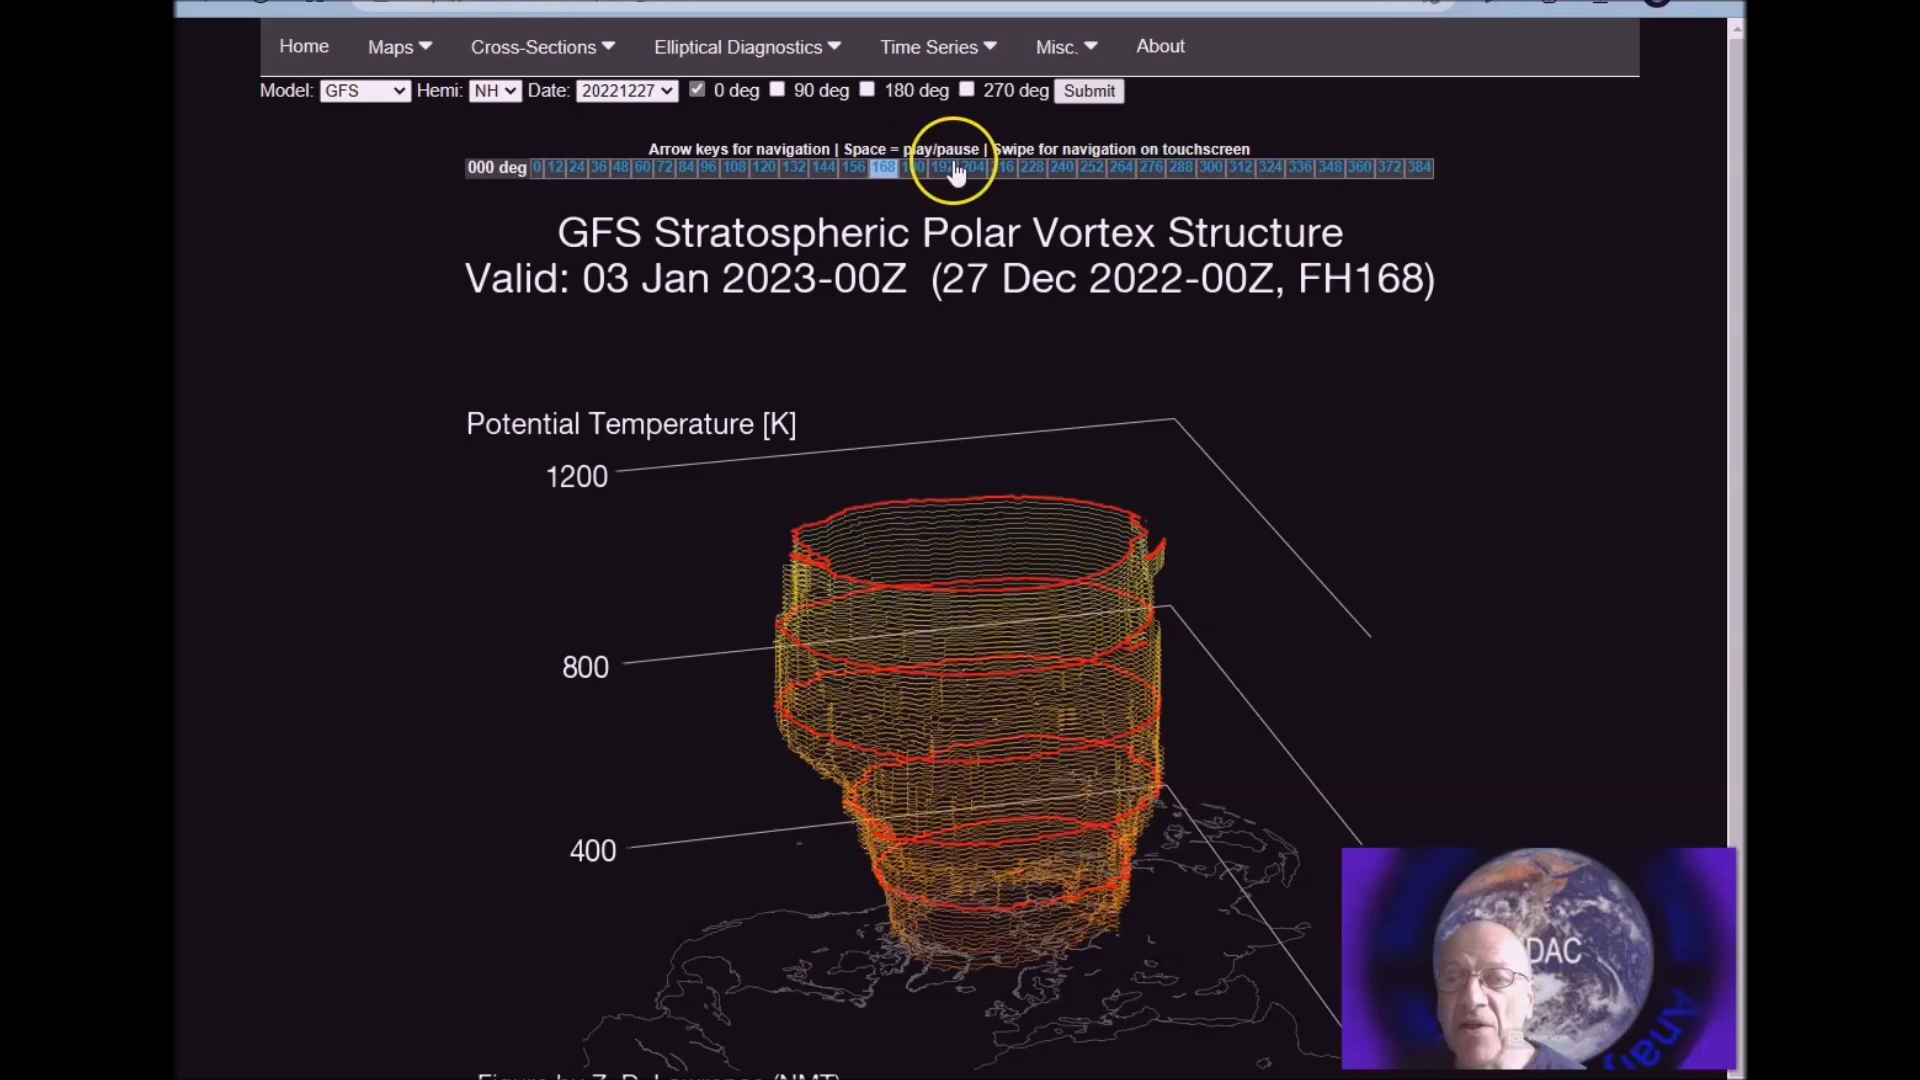 Home Maps Cross-Sections Elliptical Diagnostics Time Series Misc. About
Model: GFS Hemi: NH Date: 20221227 0 deg 90 deg 180 deg 270 deg Submit
Arrow keys for navigation | Space = play/pause | Swipe for navigation on touchscreen
000 deg 0 12 24 36 48 60 72 84 96 108 120 132 144 156 168 180 192 204 216 228 240 252 264 276 288 300 312 324 336 348 360 372 384
GFS Stratospheric Polar Vortex Structure
Valid: 03 Jan 2023-00Z (27 Dec 2022-00Z, FH168)
Potential Temperature [K]
1200
800
400
DAC